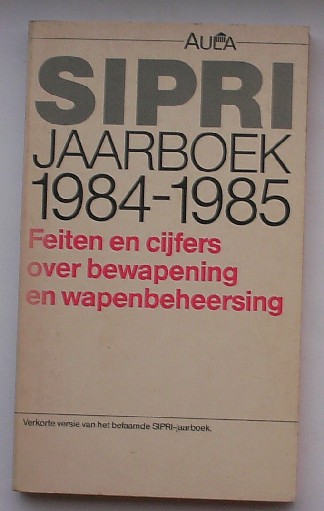 AULA
SIPRI
JAARBOEK
1984-1985
Feiten en cijfers
over bewapening
en wapenbeheersing
Verkorte versie van het befaamde SIPRI-jaarboek.